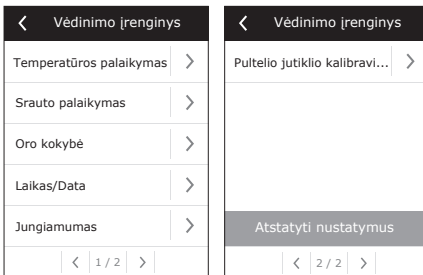 Vėdinimo įrenginys
Temperatūros palaikymas
Srauto palaikymas
Oro kokybė
Laikas/Data
Jungiamumas
1 / 2
Vėdinimo įrenginys
Pultelio jutiklio kalibravi...
Atstatyti nustatymus
2 / 2